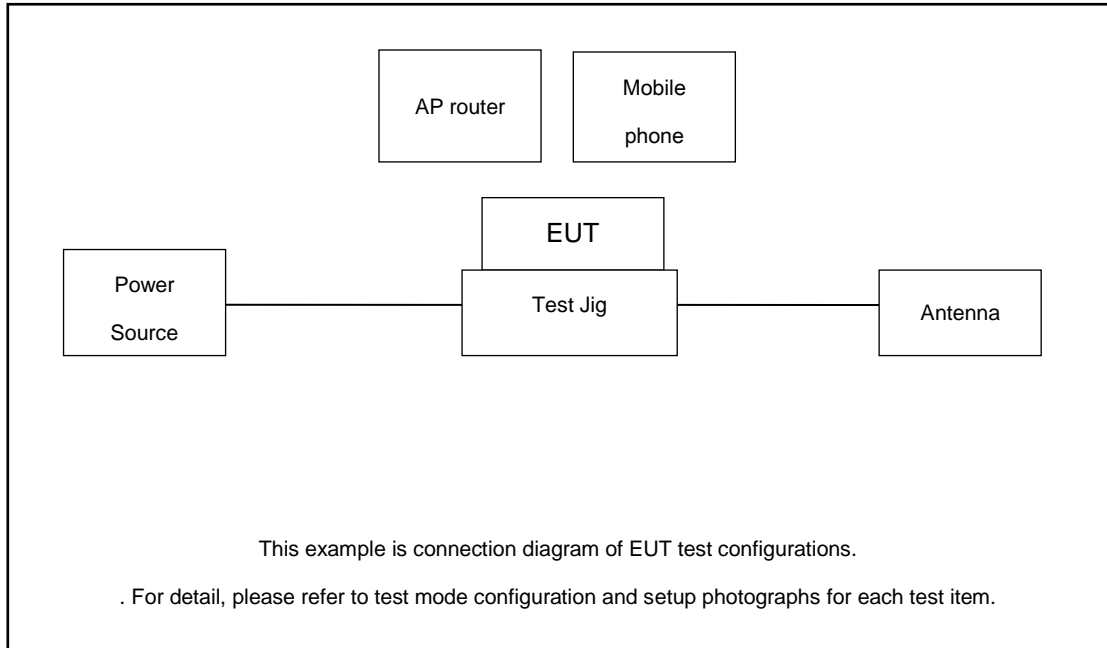 AP router
Mobile
phone
EUT
Power
Source
Test Jig
Antenna
This example is connection diagram of EUT test configurations.
. For detail, please refer to test mode configuration and setup photographs for each test item.